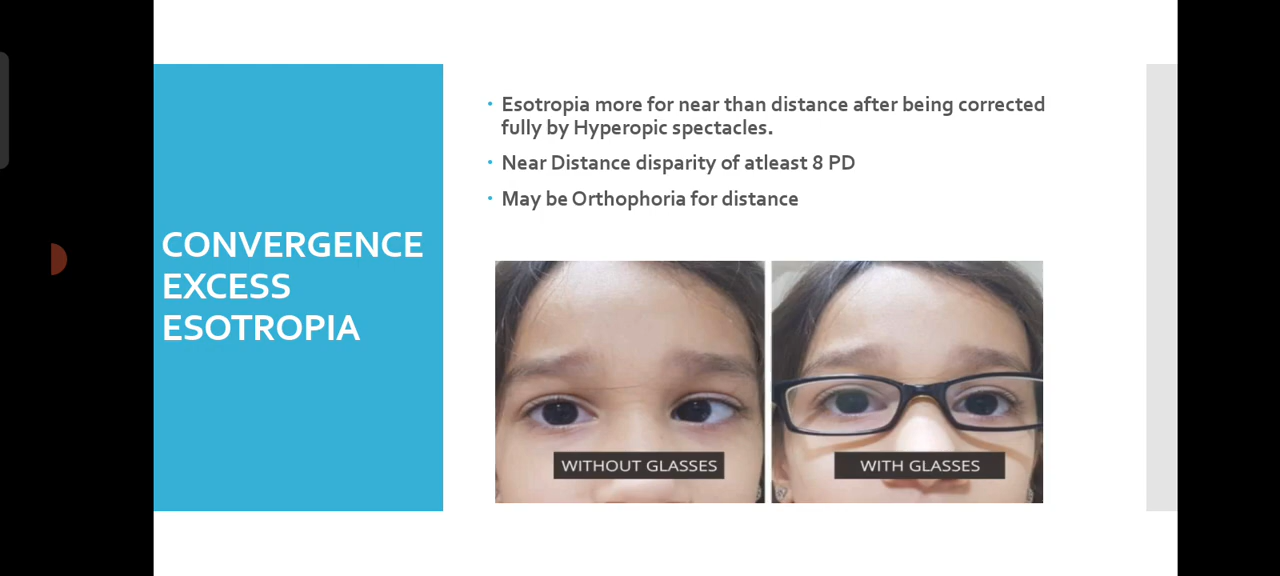 CONVERGENCE
EXCESS
ESOTROPIA
• Esotropia more for near than distance after being corrected
fully by Hyperopic spectacles.
• Near Distance disparity of atleast 8 PD
• May be Orthophoria for distance
WITHOUT GLASSES
WITH GLASSES